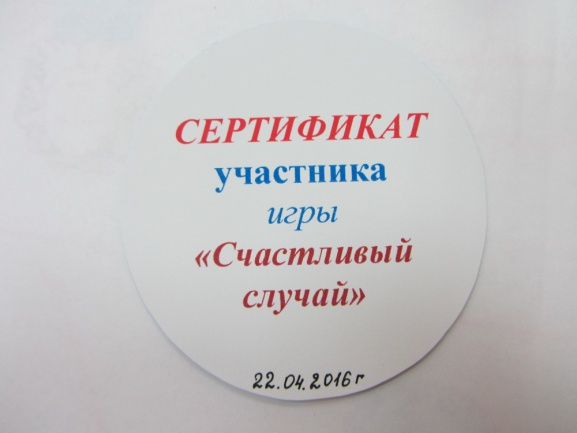 СЕРТИФИКАТ
участника
игры
«Счастливый
случай»
22.04.2016 г